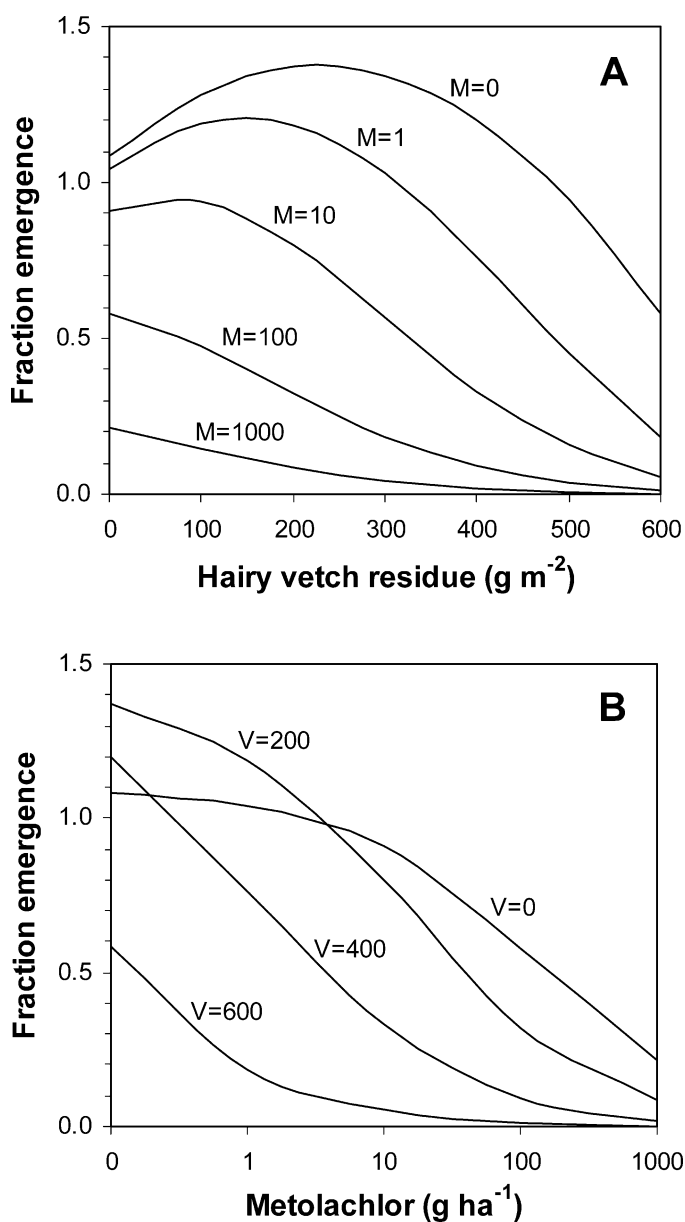 A
1.5
1.0
0.5
0.0
Fraction emergence
M=0
M=1
M=10
M=100
M=1000
0 100 200 300 400 500 600
Hairy vetch residue (g m⁻²)
B
1.5
1.0
0.5
0.0
Fraction emergence
V=200
V=0
V=400
V=600
0 1 10 100 1000
Metolachlor (g ha⁻¹)